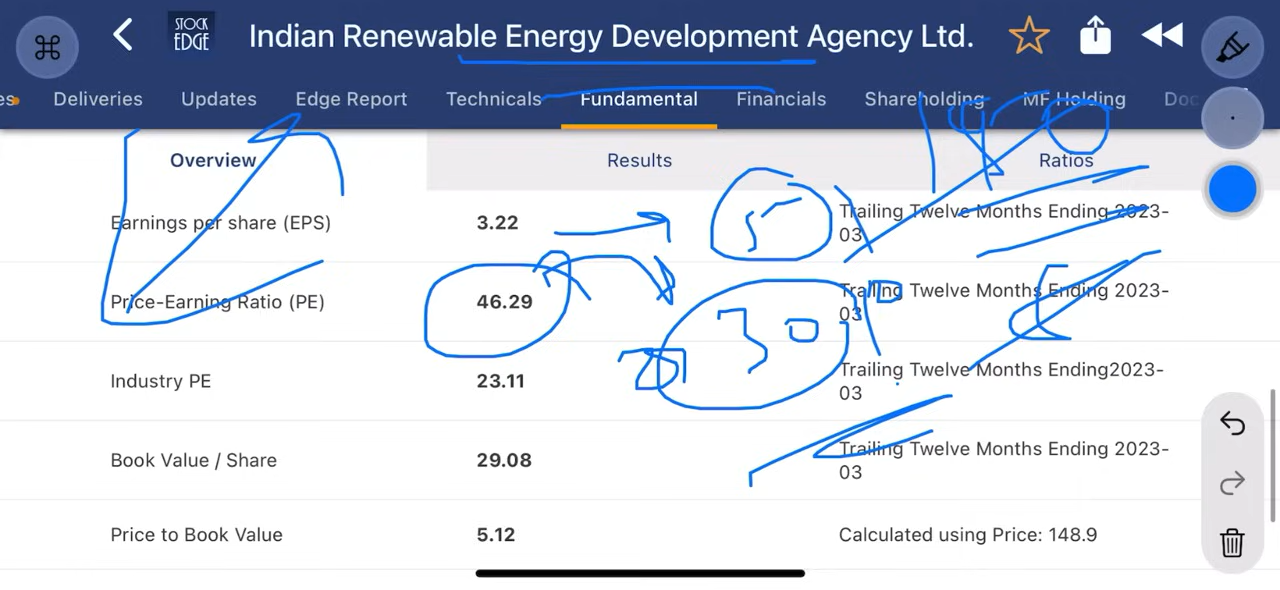 STOCK
EDGE
Indian Renewable Energy Development Agency Ltd.
es Deliveries Updates Edge Report Technicals Fundamental Financials Shareholding MF Holding Doc
Overview Results Ratios
Earnings per share (EPS) 3.22 Trailing Twelve Months Ending 2023-
03
Price-Earning Ratio (PE) 46.29 Trailing Twelve Months Ending 2023-
03
Industry PE 23.11 Trailing Twelve Months Ending2023-
03
Book Value / Share 29.08 Trailing Twelve Months Ending 2023-
03
Price to Book Value 5.12 Calculated using Price: 148.9
5
30